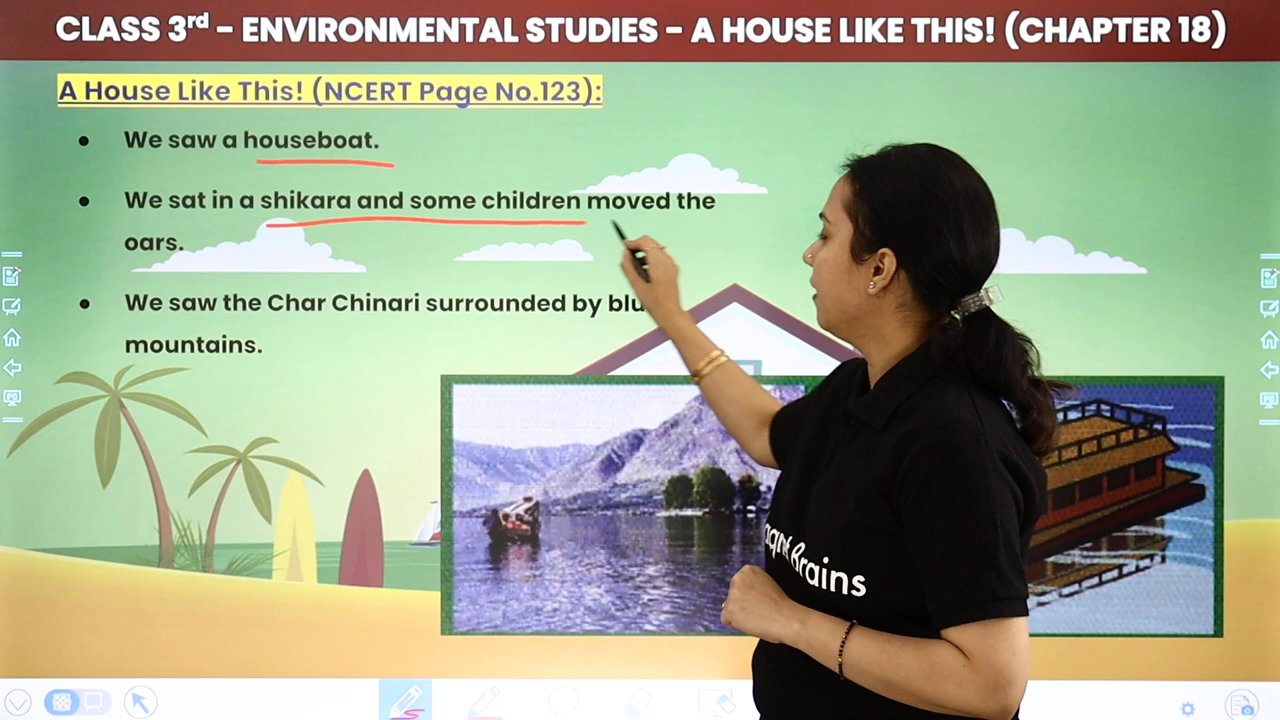 CLASS 3rd – ENVIRONMENTAL STUDIES – A HOUSE LIKE THIS! (CHAPTER 18)
A House Like This! (NCERT Page No.123):
• We saw a houseboat.
• We sat in a shikara and some children moved the
oars.
• We saw the Char Chinari surrounded by
mountains.
Brains